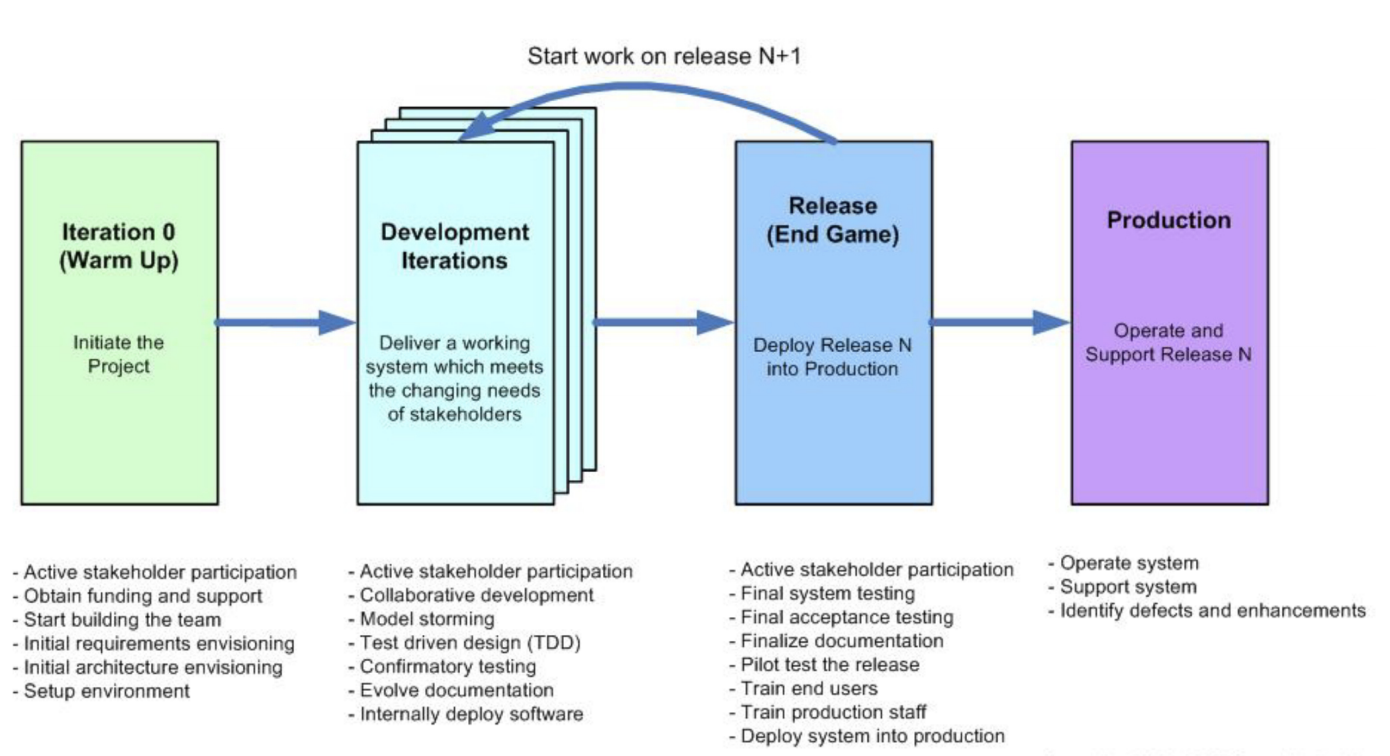 Start work on release N+1
Iteration 0
(Warm Up)
Initiate the
Project
Development
Iterations
Deliver a working
system which meets
the changing needs
of stakeholders
Release
(End Game)
Deploy Release N
into Production
Production
Operate and
Support Release N
- Active stakeholder participation
- Obtain funding and support
- Start building the team
- Initial requirements envisioning
- Initial architecture envisioning
- Setup environment
- Active stakeholder participation
- Collaborative development
- Model storming
- Test driven design (TDD)
- Confirmatory testing
- Evolve documentation
- Internally deploy software
- Active stakeholder participation
- Final system testing
- Final acceptance testing
- Finalize documentation
- Pilot test the release
- Train end users
- Train production staff
- Deploy system into production
- Operate system
- Support system
- Identify defects and enhancements